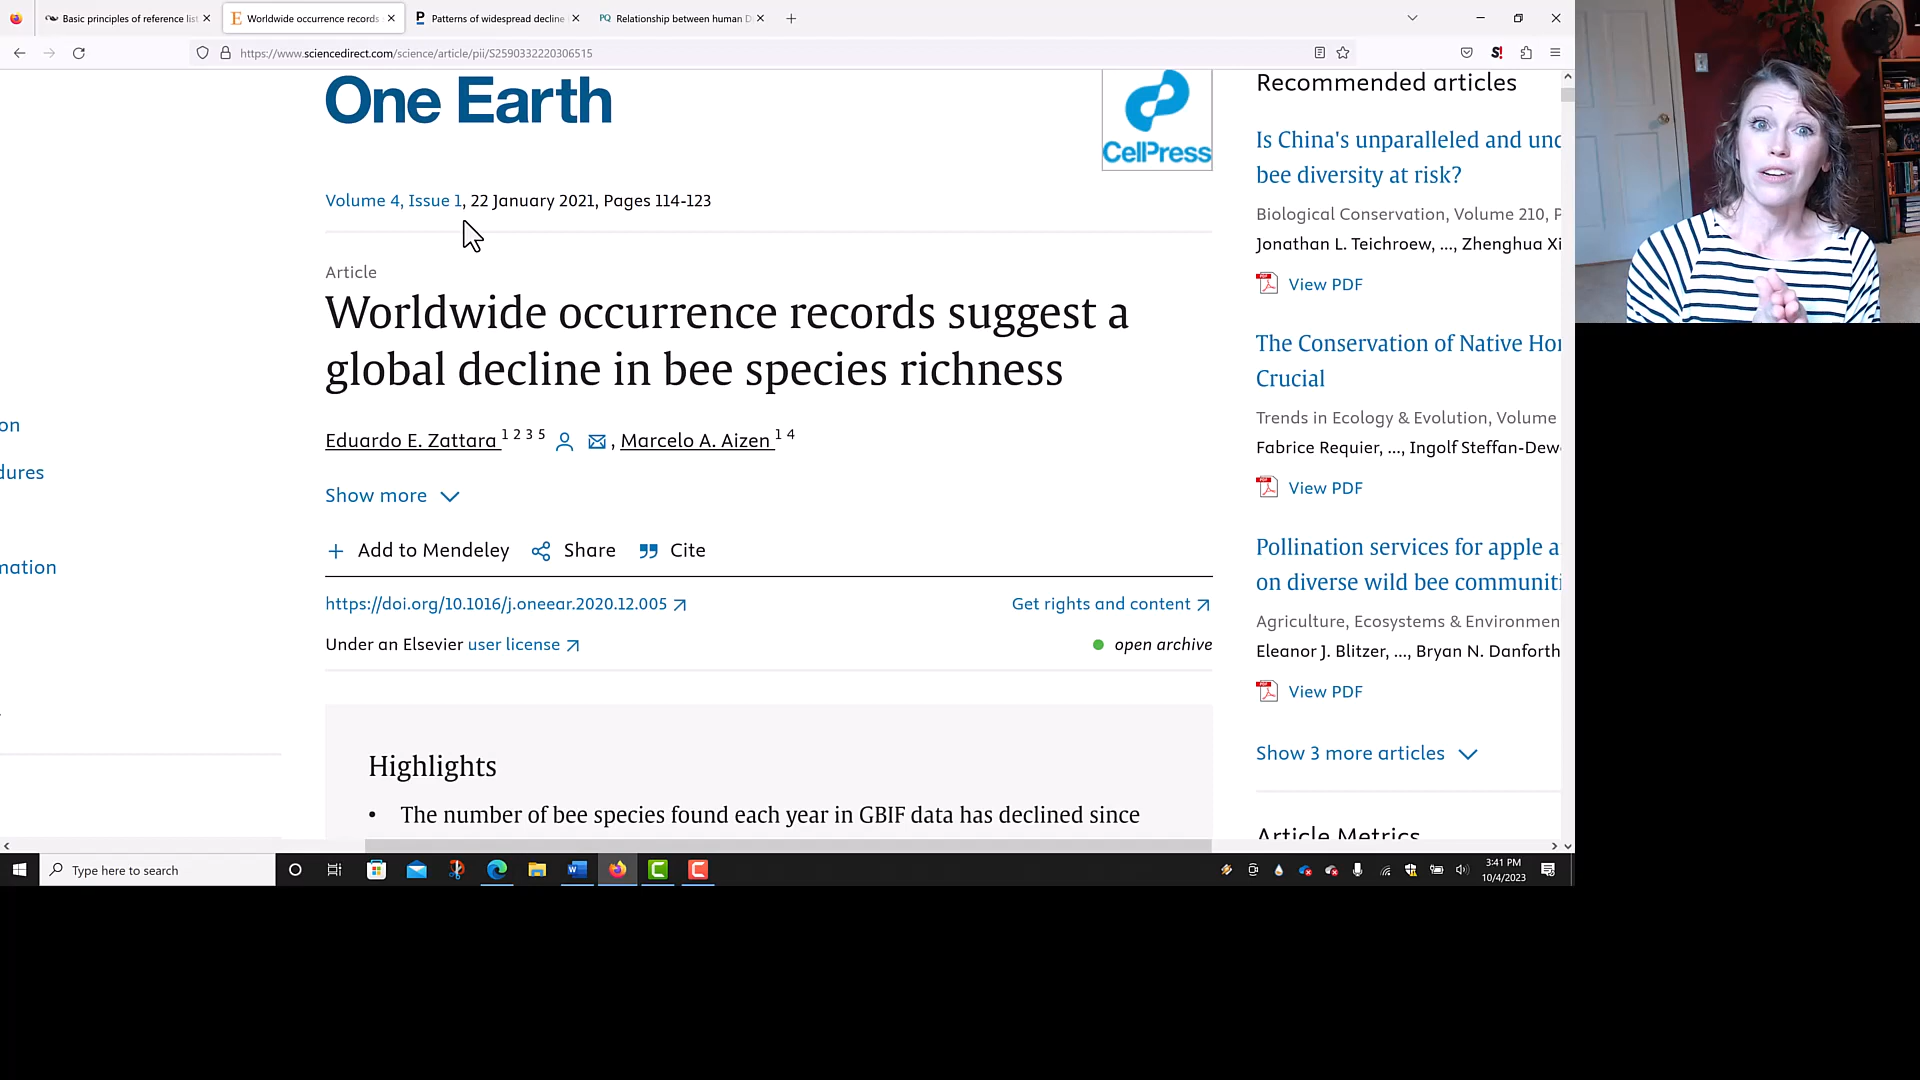 Basic principles of reference lis
Worldwide occurrence records
Patterns of widespread decline
PQ Relationship between human D
https://www.sciencedirect.com/science/article/pii/S2590332220306515
One Earth
CellPress
Volume 4, Issue 1, 22 January 2021, Pages 114-123
Article
Worldwide occurrence records suggest a
global decline in bee species richness
Eduardo E. Zattara 1 2 3 5 , Marcelo A. Aizen 1 4
Show more
Add to Mendeley Share Cite
https://doi.org/10.1016/j.oneear.2020.12.005
Get rights and content
Under an Elsevier user license
open archive
Highlights
• The number of bee species found each year in GBIF data has declined since
on
dures
mation
Recommended articles
Is China's unparalleled and und
bee diversity at risk?
Biological Conservation, Volume 210, P
Jonathan L. Teichroew, ..., Zhenghua Xi
View PDF
The Conservation of Native Hon
Crucial
Trends in Ecology & Evolution, Volume
Fabrice Requier, ..., Ingolf Steffan-Dew
View PDF
Pollination services for apple a
on diverse wild bee communiti
Agriculture, Ecosystems & Environmen
Eleanor J. Blitzer, ..., Bryan N. Danforth
View PDF
Show 3 more articles
Article Metrics
Type here to search
3:41 PM
10/4/2023